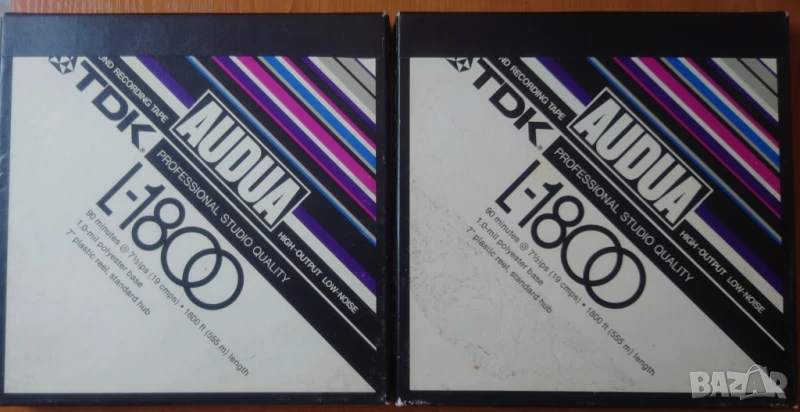 OND RECORDING TAPE
TDK®
AUDUA
PROFESSIONAL STUDIO QUALITY
HIGH-OUTPUT LOW-NOISE
L-1800
90 minutes @ 7½ips (19 cmps) • 1800 ft (555 m) length
1.0-mil polyester base
7" plastic reel, standard hub
OND RECORDING TAPE
TDK®
AUDUA
PROFESSIONAL STUDIO QUALITY
HIGH-OUTPUT LOW-NOISE
L-1800
90 minutes @ 7½ips (19 cmps) • 1800 ft (555 m) length
1.0-mil polyester base
7" plastic reel, standard hub
BAZAR